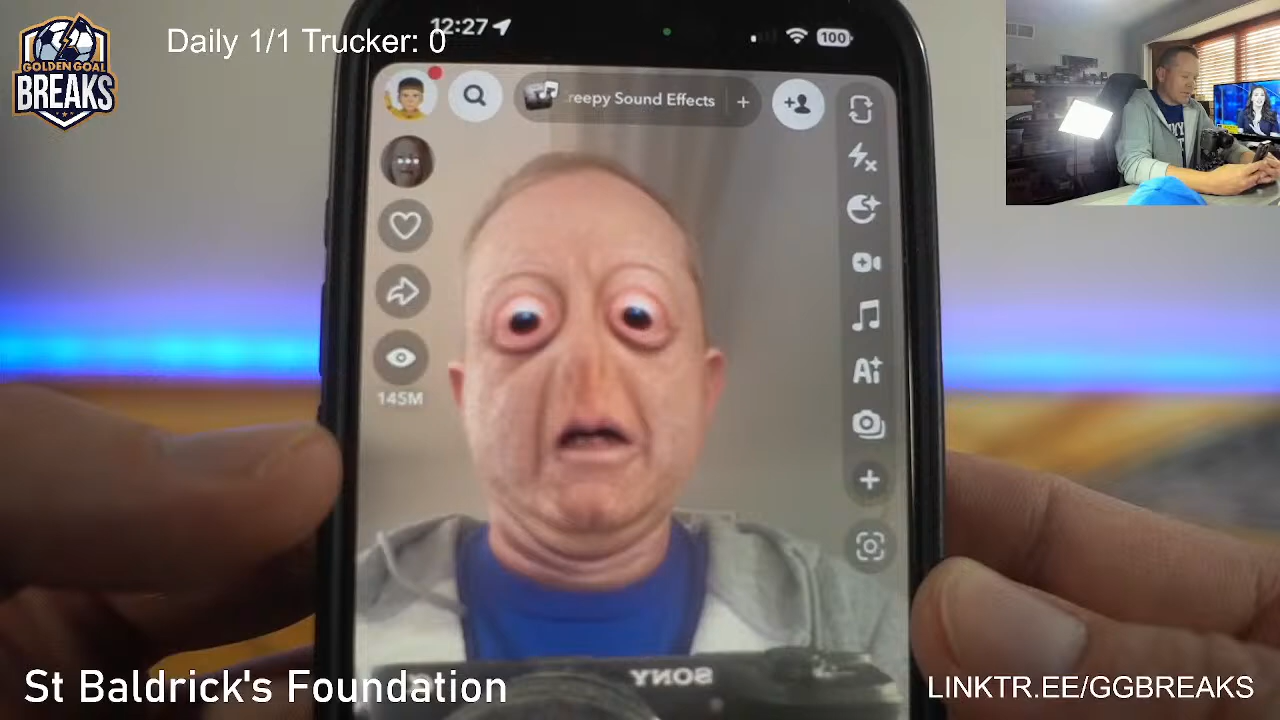 GOLDEN GOAL
BREAKS
Daily 1/1 Trucker: 0
12:27
100
reepy Sound Effects
145M
SONY
St Baldrick's Foundation
LINKTR.EE/GGBREAKS